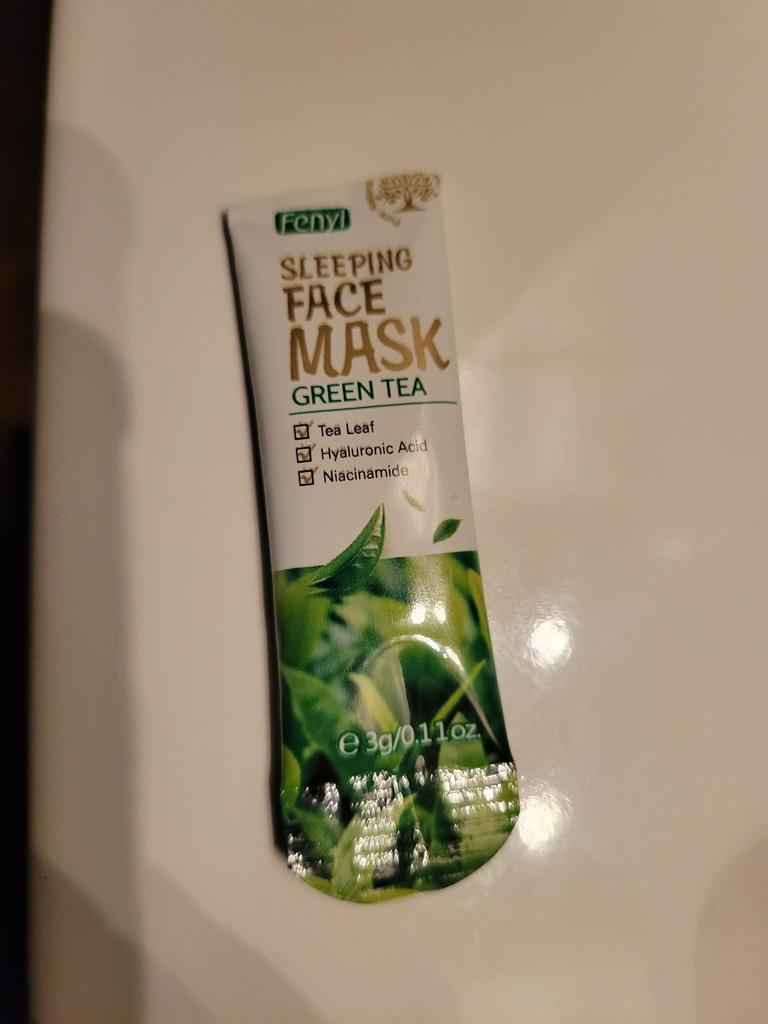 Fenyi
SLEEPING
FACE
MASK
GREEN TEA
Tea Leaf
Hyaluronic Acid
Niacinamide
e 3g/0.11oz.